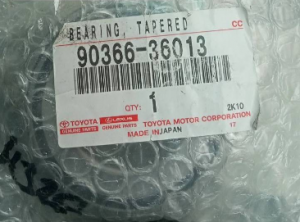 BEARING, TAPERED
CC
90366-36013
QTY: 1
2K10
TOYOTA LEXUS TOYOTA MOTOR CORPORATION
GENUINE PARTS GENUINE PARTS
MADE IN JAPAN 17